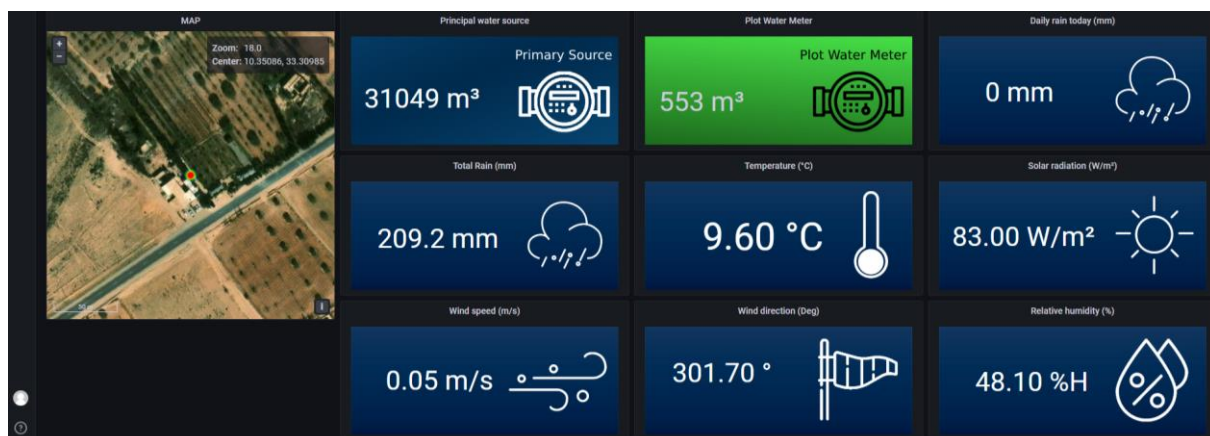 MAP
+
−
Zoom: 18.0
Center: 10.35086, 33.30985
i
Principal water source
Primary Source
31049 m³
Plot Water Meter
Plot Water Meter
553 m³
Daily rain today (mm)
0 mm
Total Rain (mm)
209.2 mm
Temperature (°C)
9.60 °C
Solar radiation (W/m²)
83.00 W/m²
Wind speed (m/s)
0.05 m/s
Wind direction (Deg)
301.70 °
Relative humidity (%)
48.10 %H
%
?